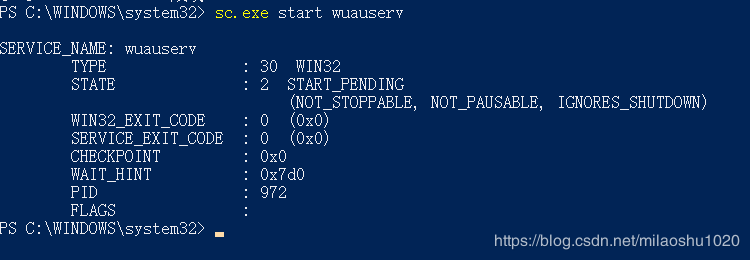 PS C:\WINDOWS\system32> sc.exe start wuauserv
SERVICE_NAME: wuauserv
TYPE : 30 WIN32
STATE : 2 START_PENDING
(NOT_STOPPABLE, NOT_PAUSABLE, IGNORES_SHUTDOWN)
WIN32_EXIT_CODE : 0 (0x0)
SERVICE_EXIT_CODE : 0 (0x0)
CHECKPOINT : 0x0
WAIT_HINT : 0x7d0
PID : 972
FLAGS :
PS C:\WINDOWS\system32>
https://blog.csdn.net/milaoshu1020